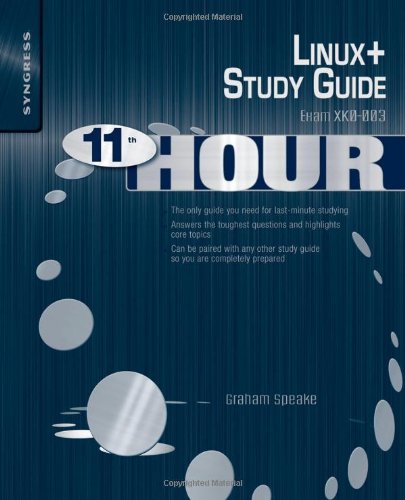 Copyrighted Material
SYNGRESS
LINUX+
STUDY GUIDE
Exam XK0-003
11th HOUR
The only guide you need for last-minute studying
Answers the toughest questions and highlights
core topics
Can be paired with any other study guide
so you are completely prepared
Graham Speake
Copyrighted Material